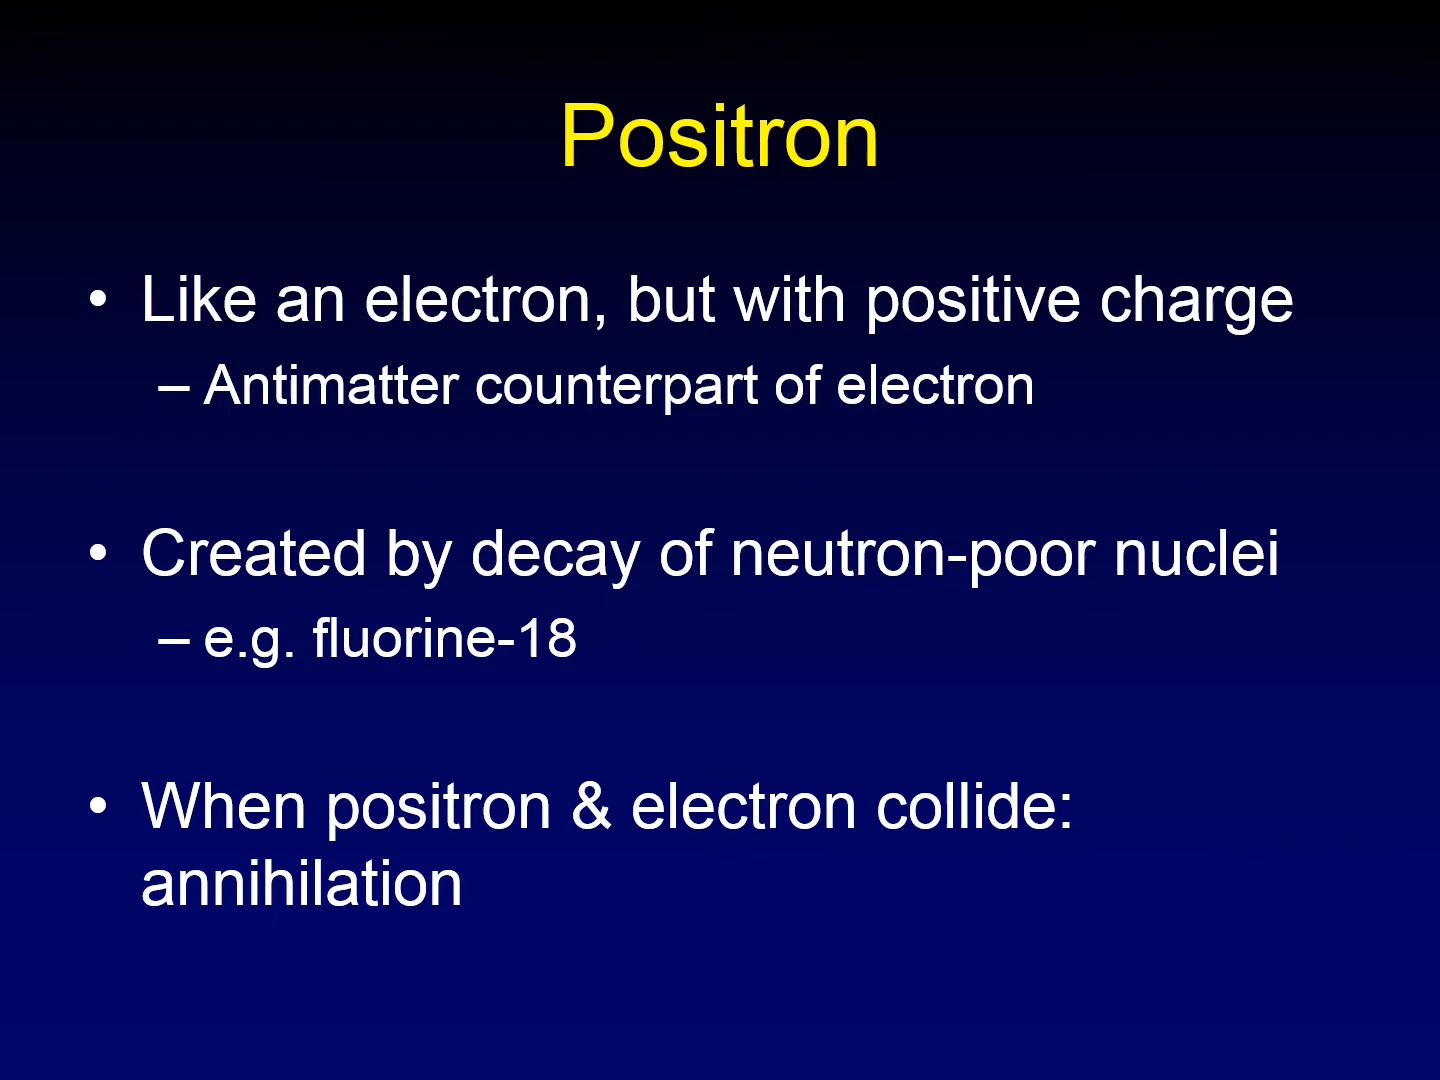 Positron
• Like an electron, but with positive charge
– Antimatter counterpart of electron
• Created by decay of neutron-poor nuclei
– e.g. fluorine-18
• When positron & electron collide:
annihilation